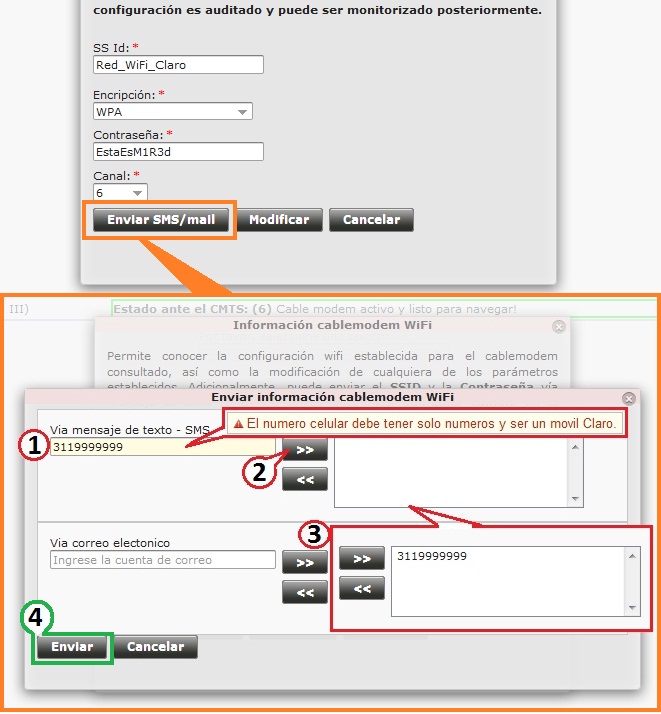 configuración es auditado y puede ser monitorizado posteriormente.
SS Id: *
Red_WiFi_Claro
Encripción: *
WPA
Contraseña: *
EstaEsM1R3d
Canal: *
6
Enviar SMS/mail
Modificar
Cancelar
III)
Estado ante el CMTS: (6) Cable modem activo y listo para navegar!
Información cablemodem WiFi
Permite conocer la configuración wifi establecida para el cablemodem
consultado, así como la modificación de cualquiera de los parámetros
establecidos. Adicionalmente, puede enviar el SSID y la Contraseña vía
Enviar información cablemodem WiFi
Via mensaje de texto - SMS
El numero celular debe tener solo numeros y ser un movil Claro.
1
3119999999
>>
2
<<
3
Via correo electonico
Ingrese la cuenta de correo
>>
<<
>>
<<
3119999999
4
Enviar
Cancelar